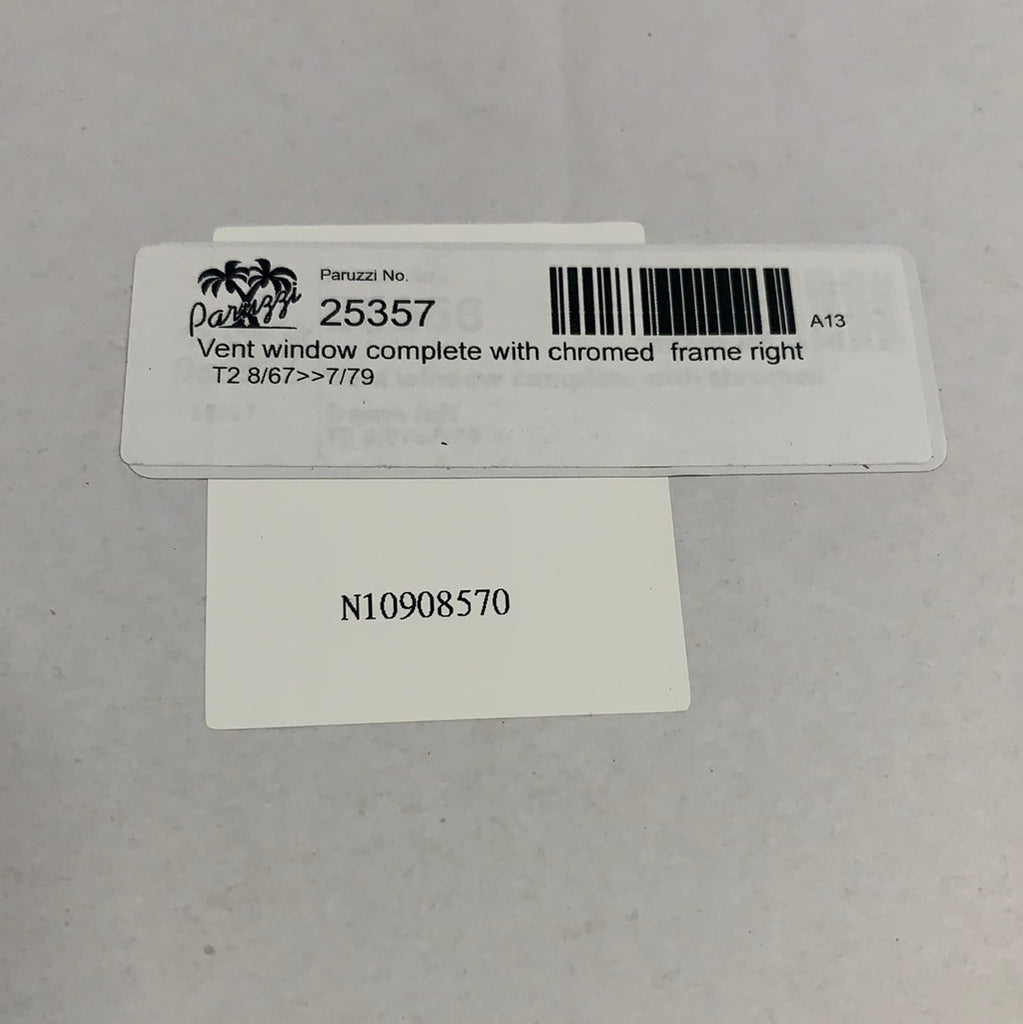 Paruzzi
Paruzzi No.
25357
A13
Vent window complete with chromed frame right
T2 8/67>>7/79
N10908570